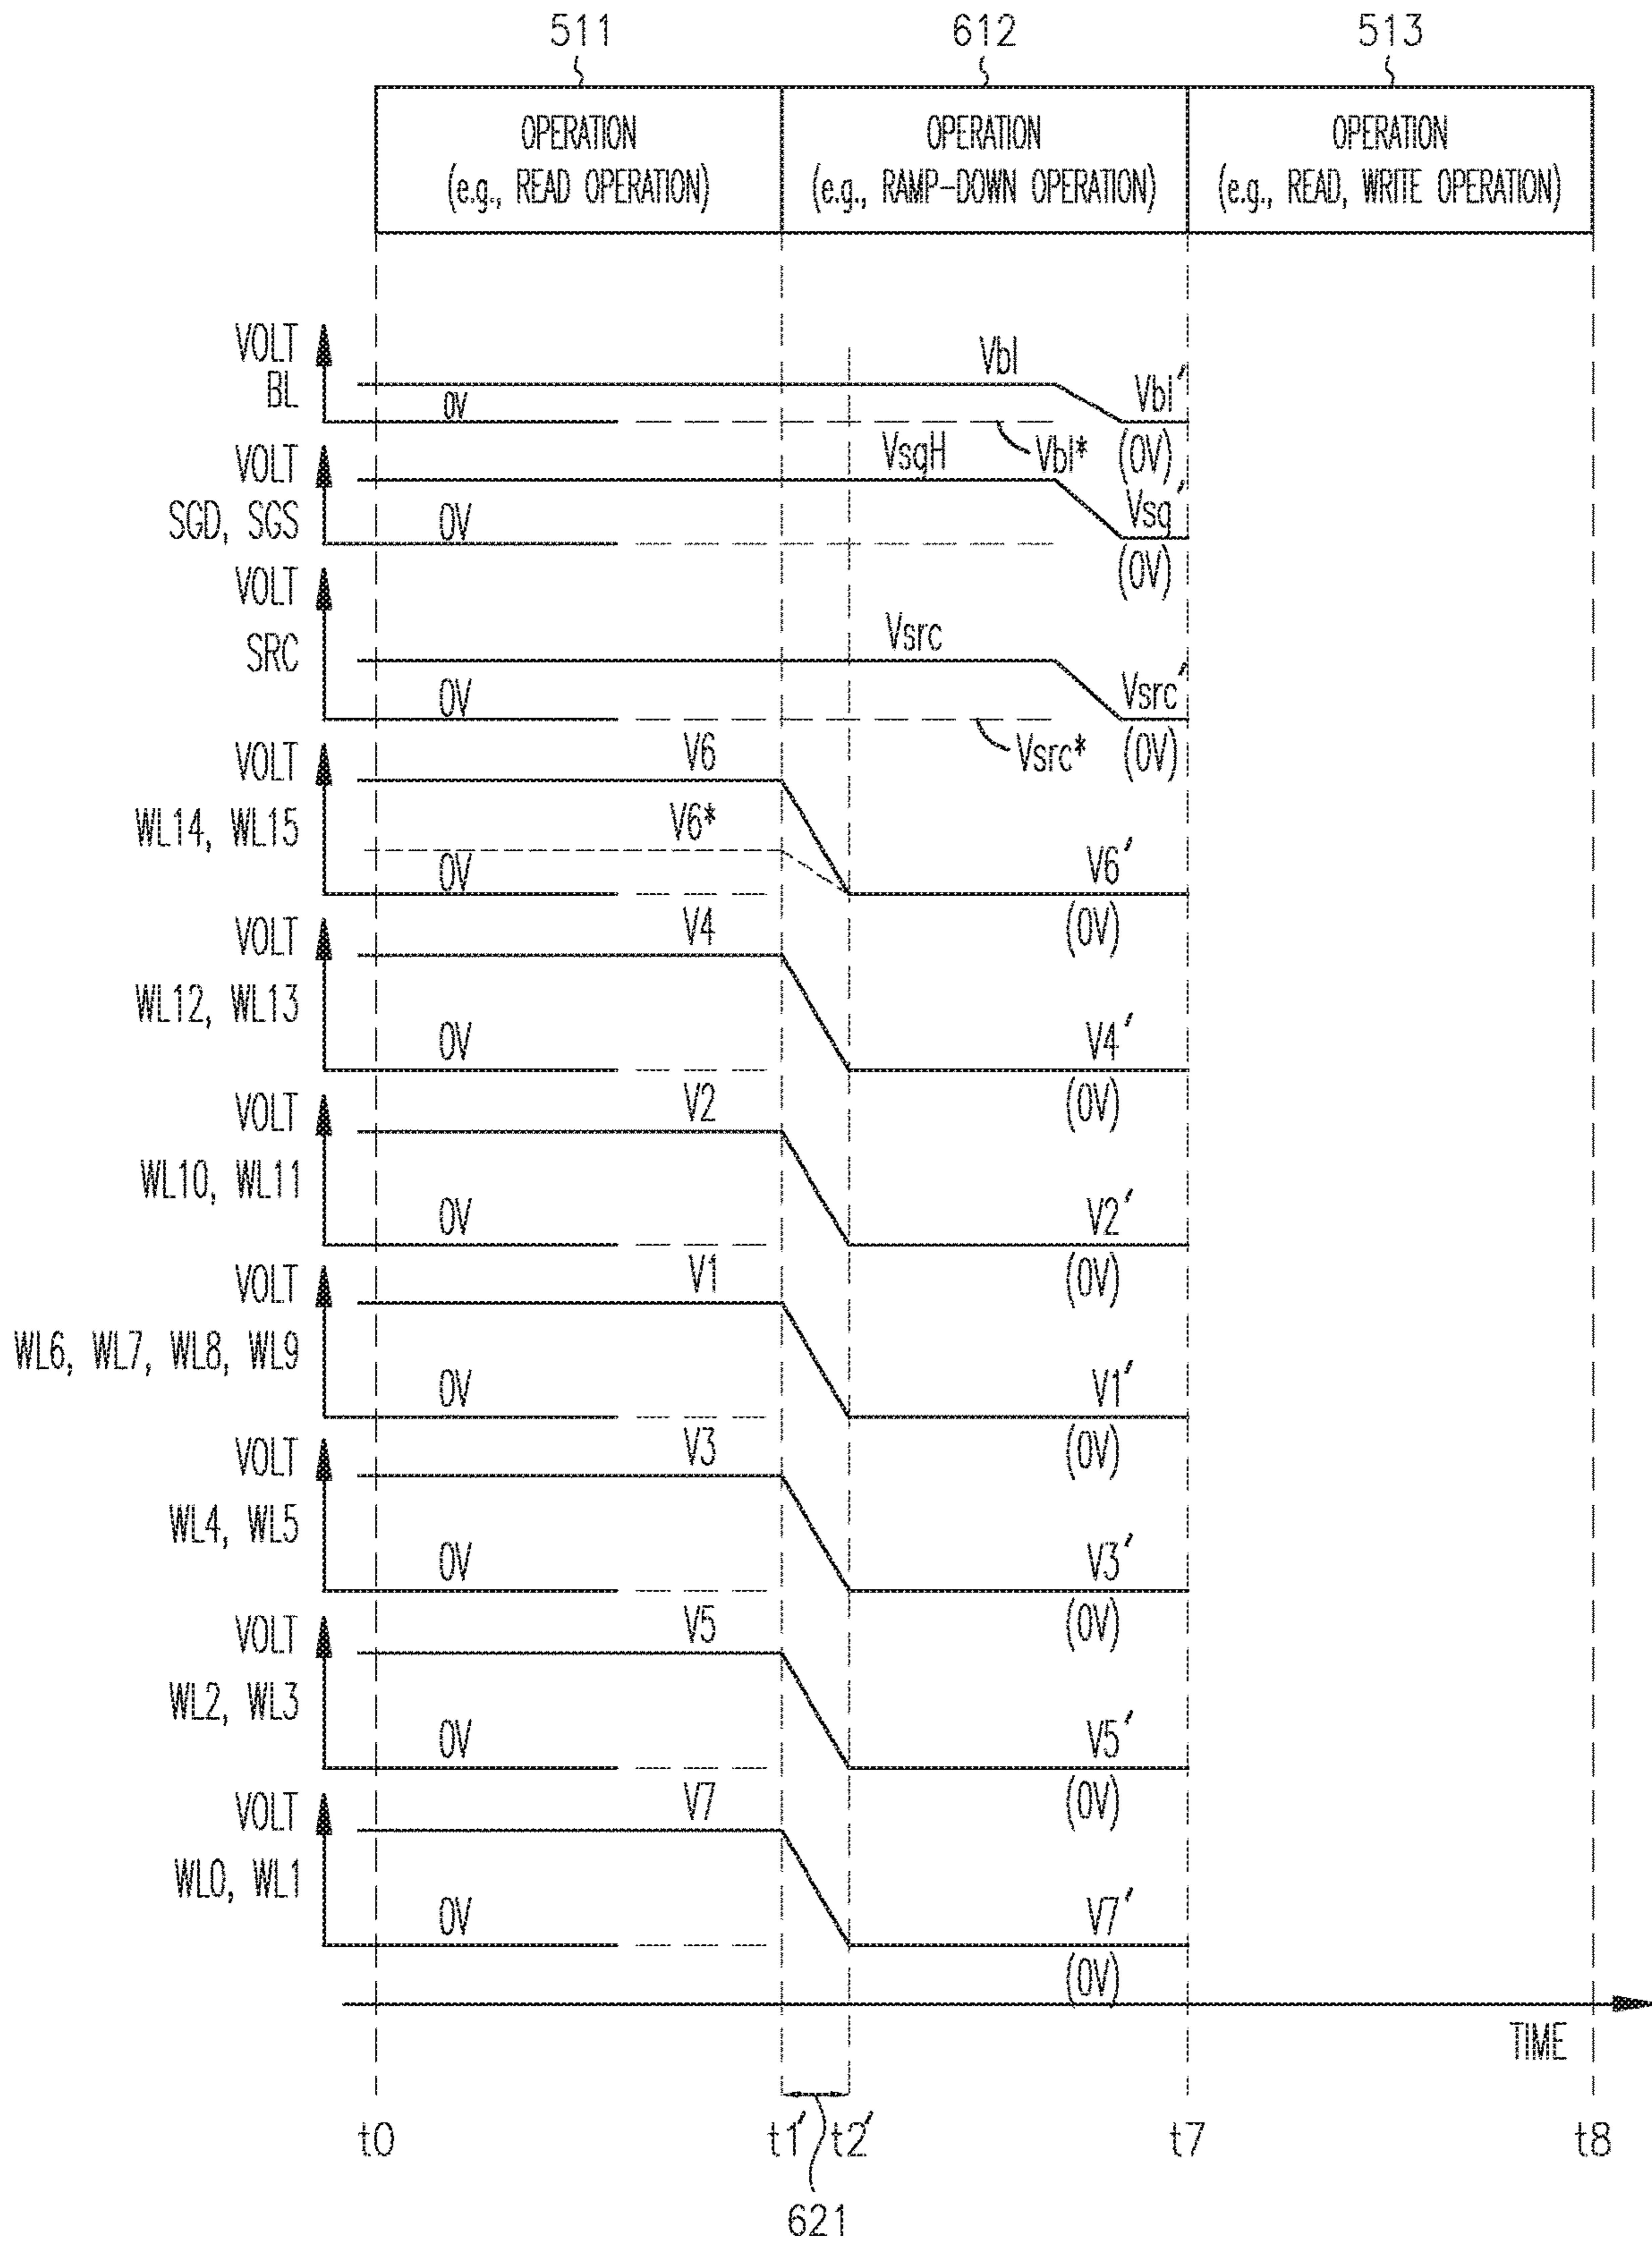 511
612
513
OPERATION
(e.g., READ OPERATION)
OPERATION
(e.g., RAMP-DOWN OPERATION)
OPERATION
(e.g., READ, WRITE OPERATION)
VOLT
BL
0V
Vbl
Vbl*
Vbl′
(0V)
VOLT
SGD, SGS
0V
VsgH
Vsg′
(0V)
VOLT
SRC
0V
Vsrc
Vsrc*
Vsrc′
(0V)
VOLT
WL14, WL15
V6
V6*
0V
V6′
(0V)
VOLT
WL12, WL13
V4
0V
V4′
(0V)
VOLT
WL10, WL11
V2
0V
V2′
(0V)
VOLT
WL6, WL7, WL8, WL9
V1
0V
V1′
(0V)
VOLT
WL4, WL5
V3
0V
V3′
(0V)
VOLT
WL2, WL3
V5
0V
V5′
(0V)
VOLT
WL0, WL1
V7
0V
V7′
(0V)
TIME
t0
t1′
t2′
t7
t8
621